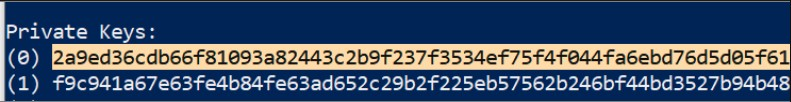 Private Keys:
(0) 2a9ed36cdb66f81093a82443c2b9f237f3534ef75f4f044fa6ebd76d5d05f61
(1) f9c941a67e63fe4b84fe63ad652c29b2f225eb57562b246bf44bd3527b94b48